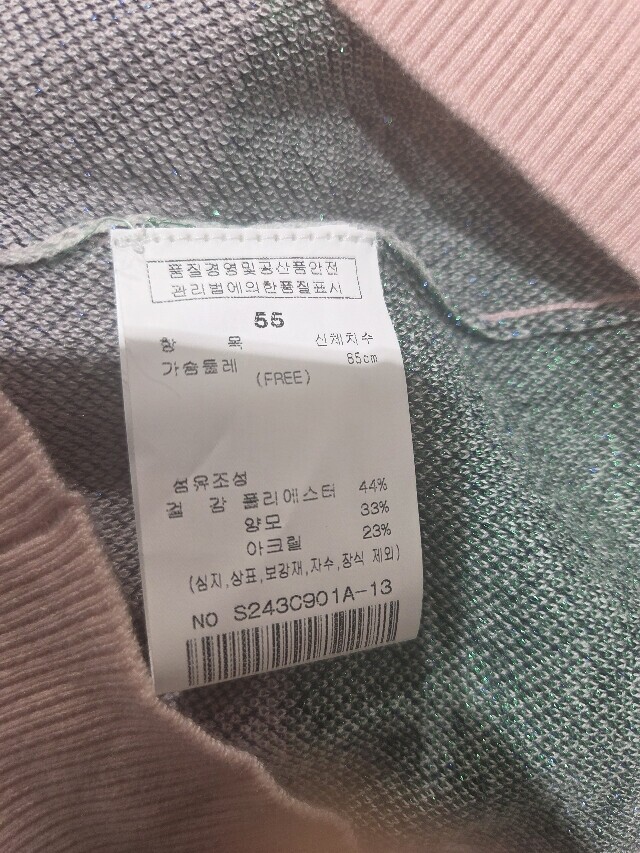 품질경영및공산품안전
관리법에의한품질표시
55
항 목 신체치수
가슴둘레 85cm
(FREE)
섬유조성
겉 감 폴리에스터 44%
양모 33%
아크릴 23%
(심지,상표,보강재,자수,장식 제외)
NO S243C901A-13